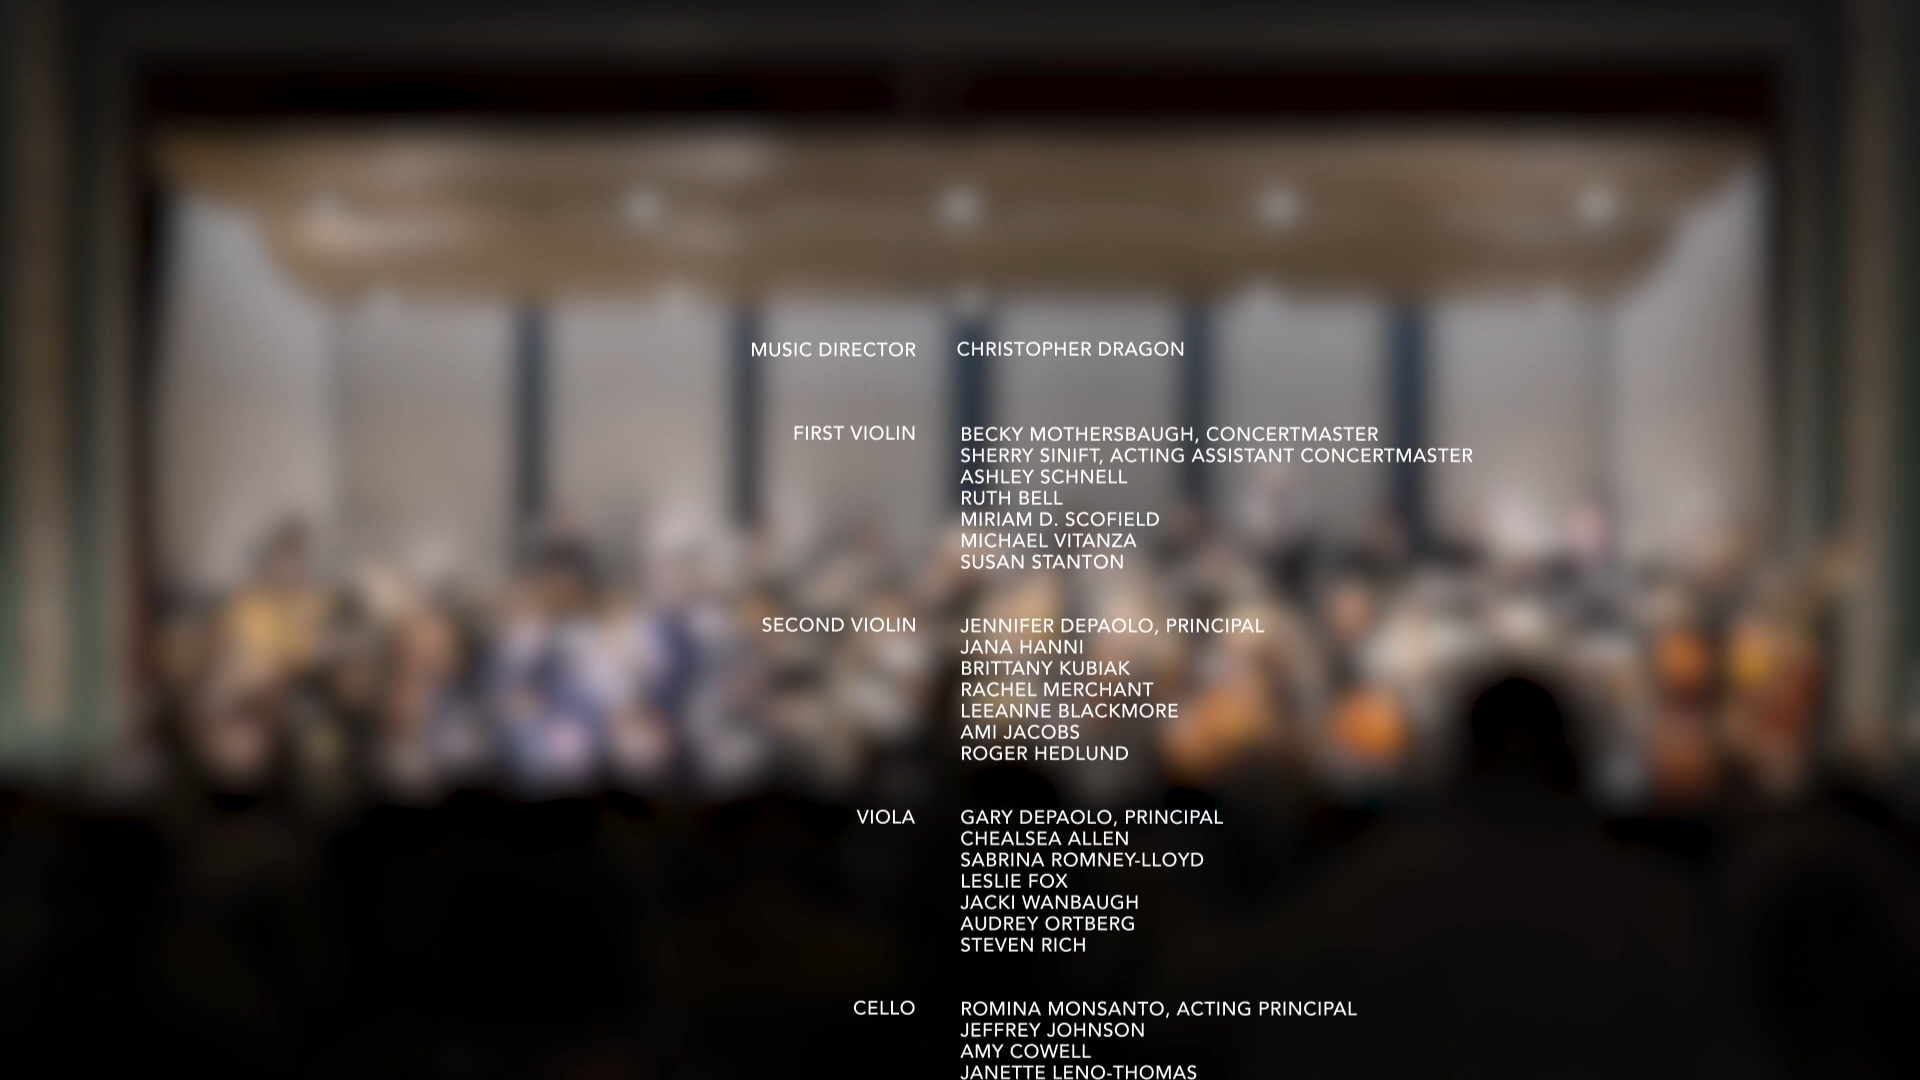 MUSIC DIRECTOR CHRISTOPHER DRAGON
FIRST VIOLIN BECKY MOTHERSBAUGH, CONCERTMASTER
SHERRY SINIFT, ACTING ASSISTANT CONCERTMASTER
ASHLEY SCHNELL
RUTH BELL
MIRIAM D. SCOFIELD
MICHAEL VITANZA
SUSAN STANTON
SECOND VIOLIN JENNIFER DEPAOLO, PRINCIPAL
JANA HANNI
BRITTANY KUBIAK
RACHEL MERCHANT
LEEANNE BLACKMORE
AMI JACOBS
ROGER HEDLUND
VIOLA GARY DEPAOLO, PRINCIPAL
CHEALSEA ALLEN
SABRINA ROMNEY-LLOYD
LESLIE FOX
JACKI WANBAUGH
AUDREY ORTBERG
STEVEN RICH
CELLO ROMINA MONSANTO, ACTING PRINCIPAL
JEFFREY JOHNSON
AMY COWELL
JANETTE LENO-THOMAS